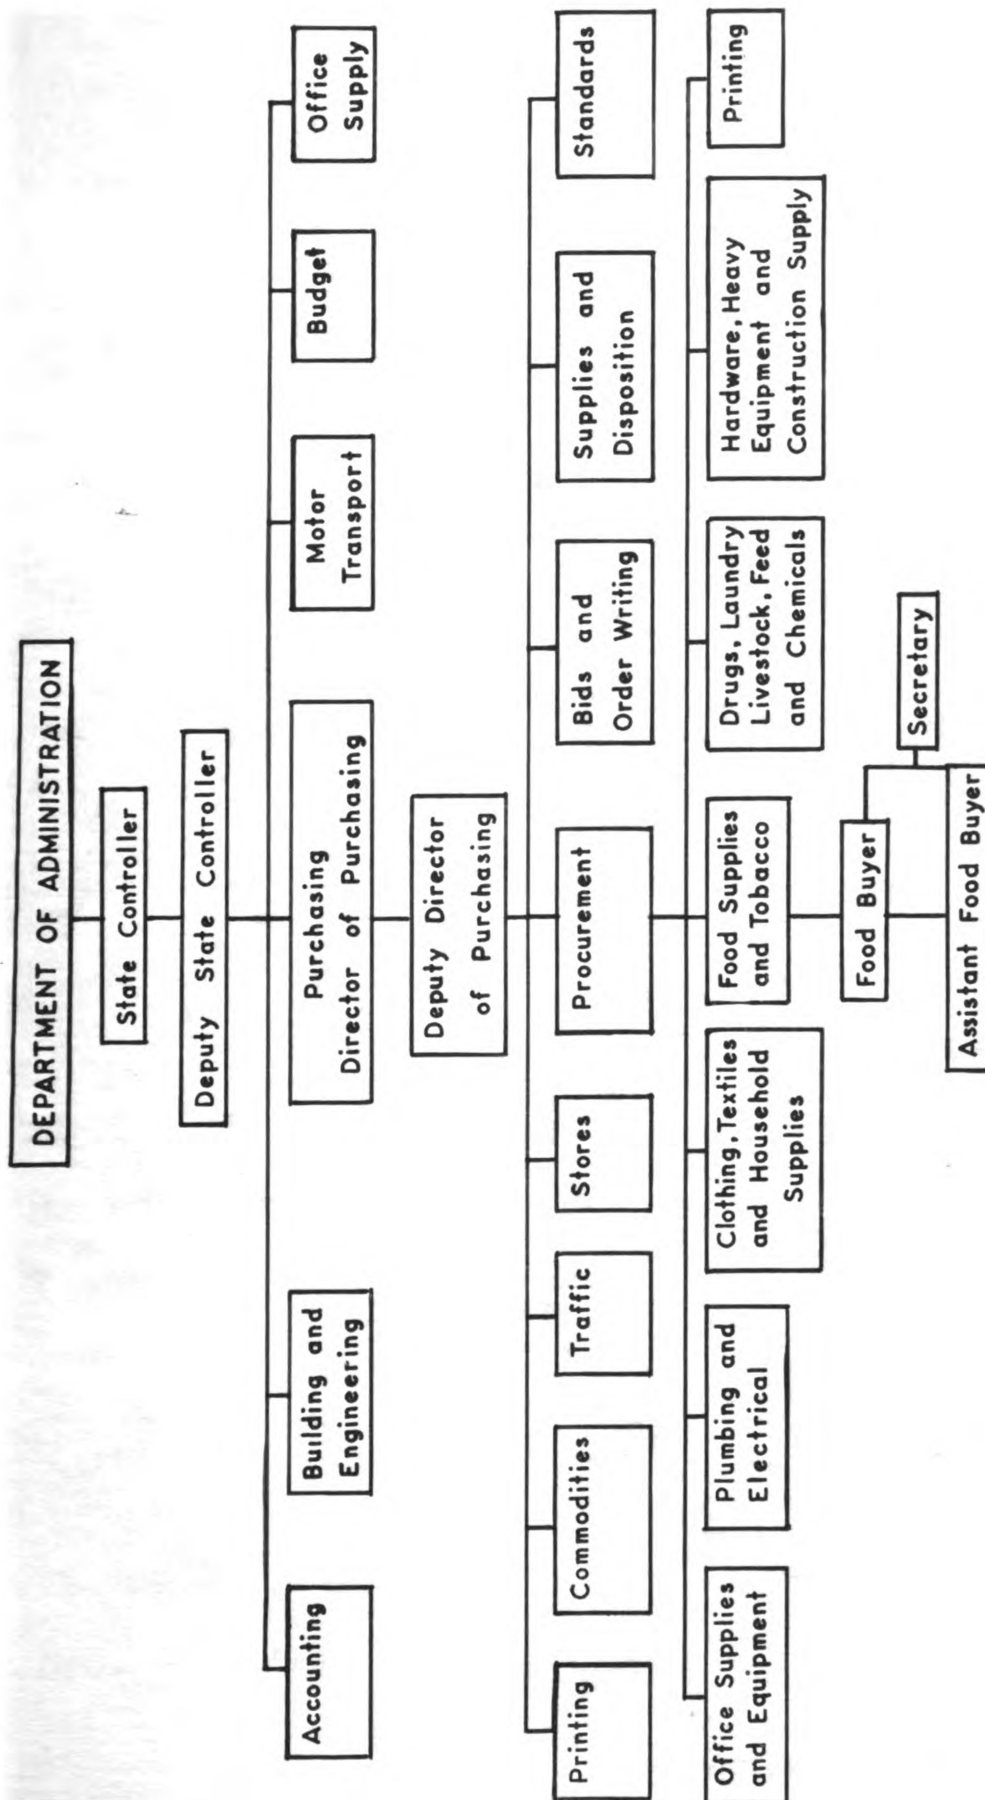 DEPARTMENT OF ADMINISTRATION
State Controller
Deputy State Controller
Accounting
Building and
Engineering
Purchasing
Director of Purchasing
Motor
Transport
Budget
Office
Supply
Deputy Director
of Purchasing
Printing
Commodities
Traffic
Stores
Procurement
Bids and
Order Writing
Supplies and
Disposition
Standards
Office Supplies
and Equipment
Plumbing and
Electrical
Clothing, Textiles
and Household
Supplies
Food Supplies
and Tobacco
Drugs, Laundry
Livestock, Feed
and Chemicals
Hardware, Heavy
Equipment and
Construction Supply
Printing
Food Buyer
Secretary
Assistant Food Buyer